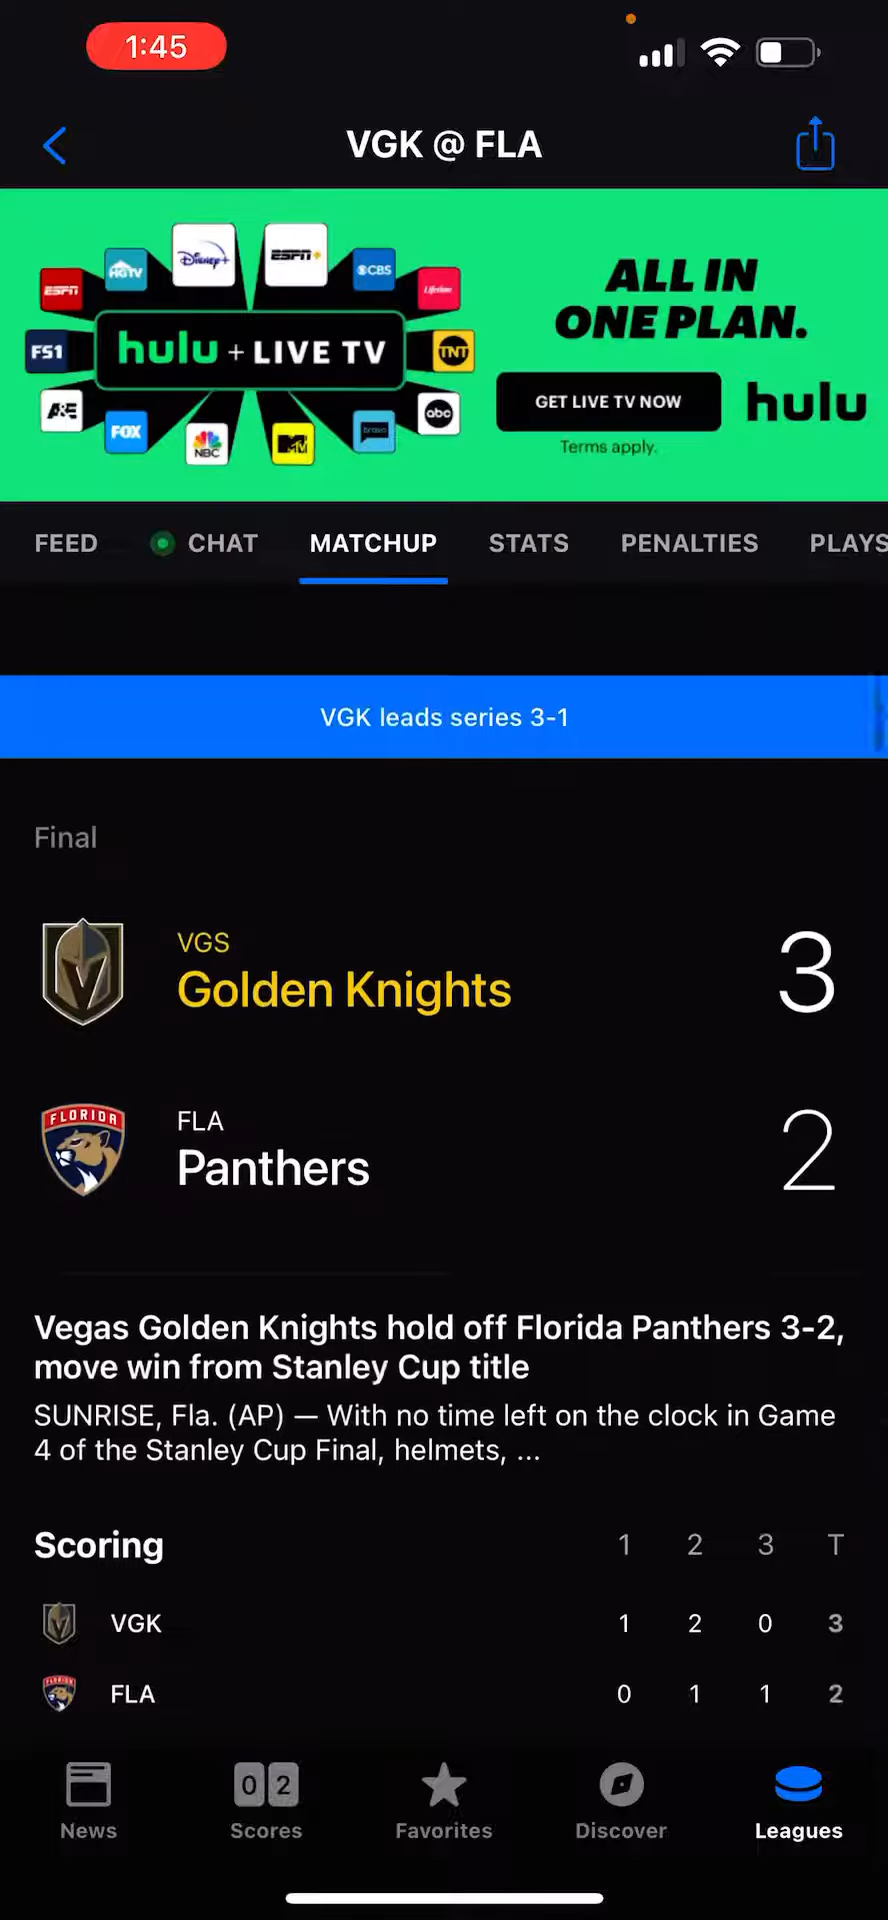 1:45
VGK @ FLA
ESPN
HGTV
Disney+
ESPN+
CBS
Lifetime
FS1
hulu + LIVE TV
TNT
A&E
FOX
NBC
MTV
bravo
abc
ALL IN
ONE PLAN.
GET LIVE TV NOW
hulu
Terms apply.
FEED CHAT MATCHUP STATS PENALTIES PLAYS
VGK leads series 3-1
Final
VGS
Golden Knights 3
FLORIDA
FLA
Panthers 2
Vegas Golden Knights hold off Florida Panthers 3-2,
move win from Stanley Cup title
SUNRISE, Fla. (AP) — With no time left on the clock in Game
4 of the Stanley Cup Final, helmets, ...
Scoring 1 2 3 T
VGK 1 2 0 3
FLORIDA
FLA 0 1 1 2
0 2
News Scores Favorites Discover Leagues